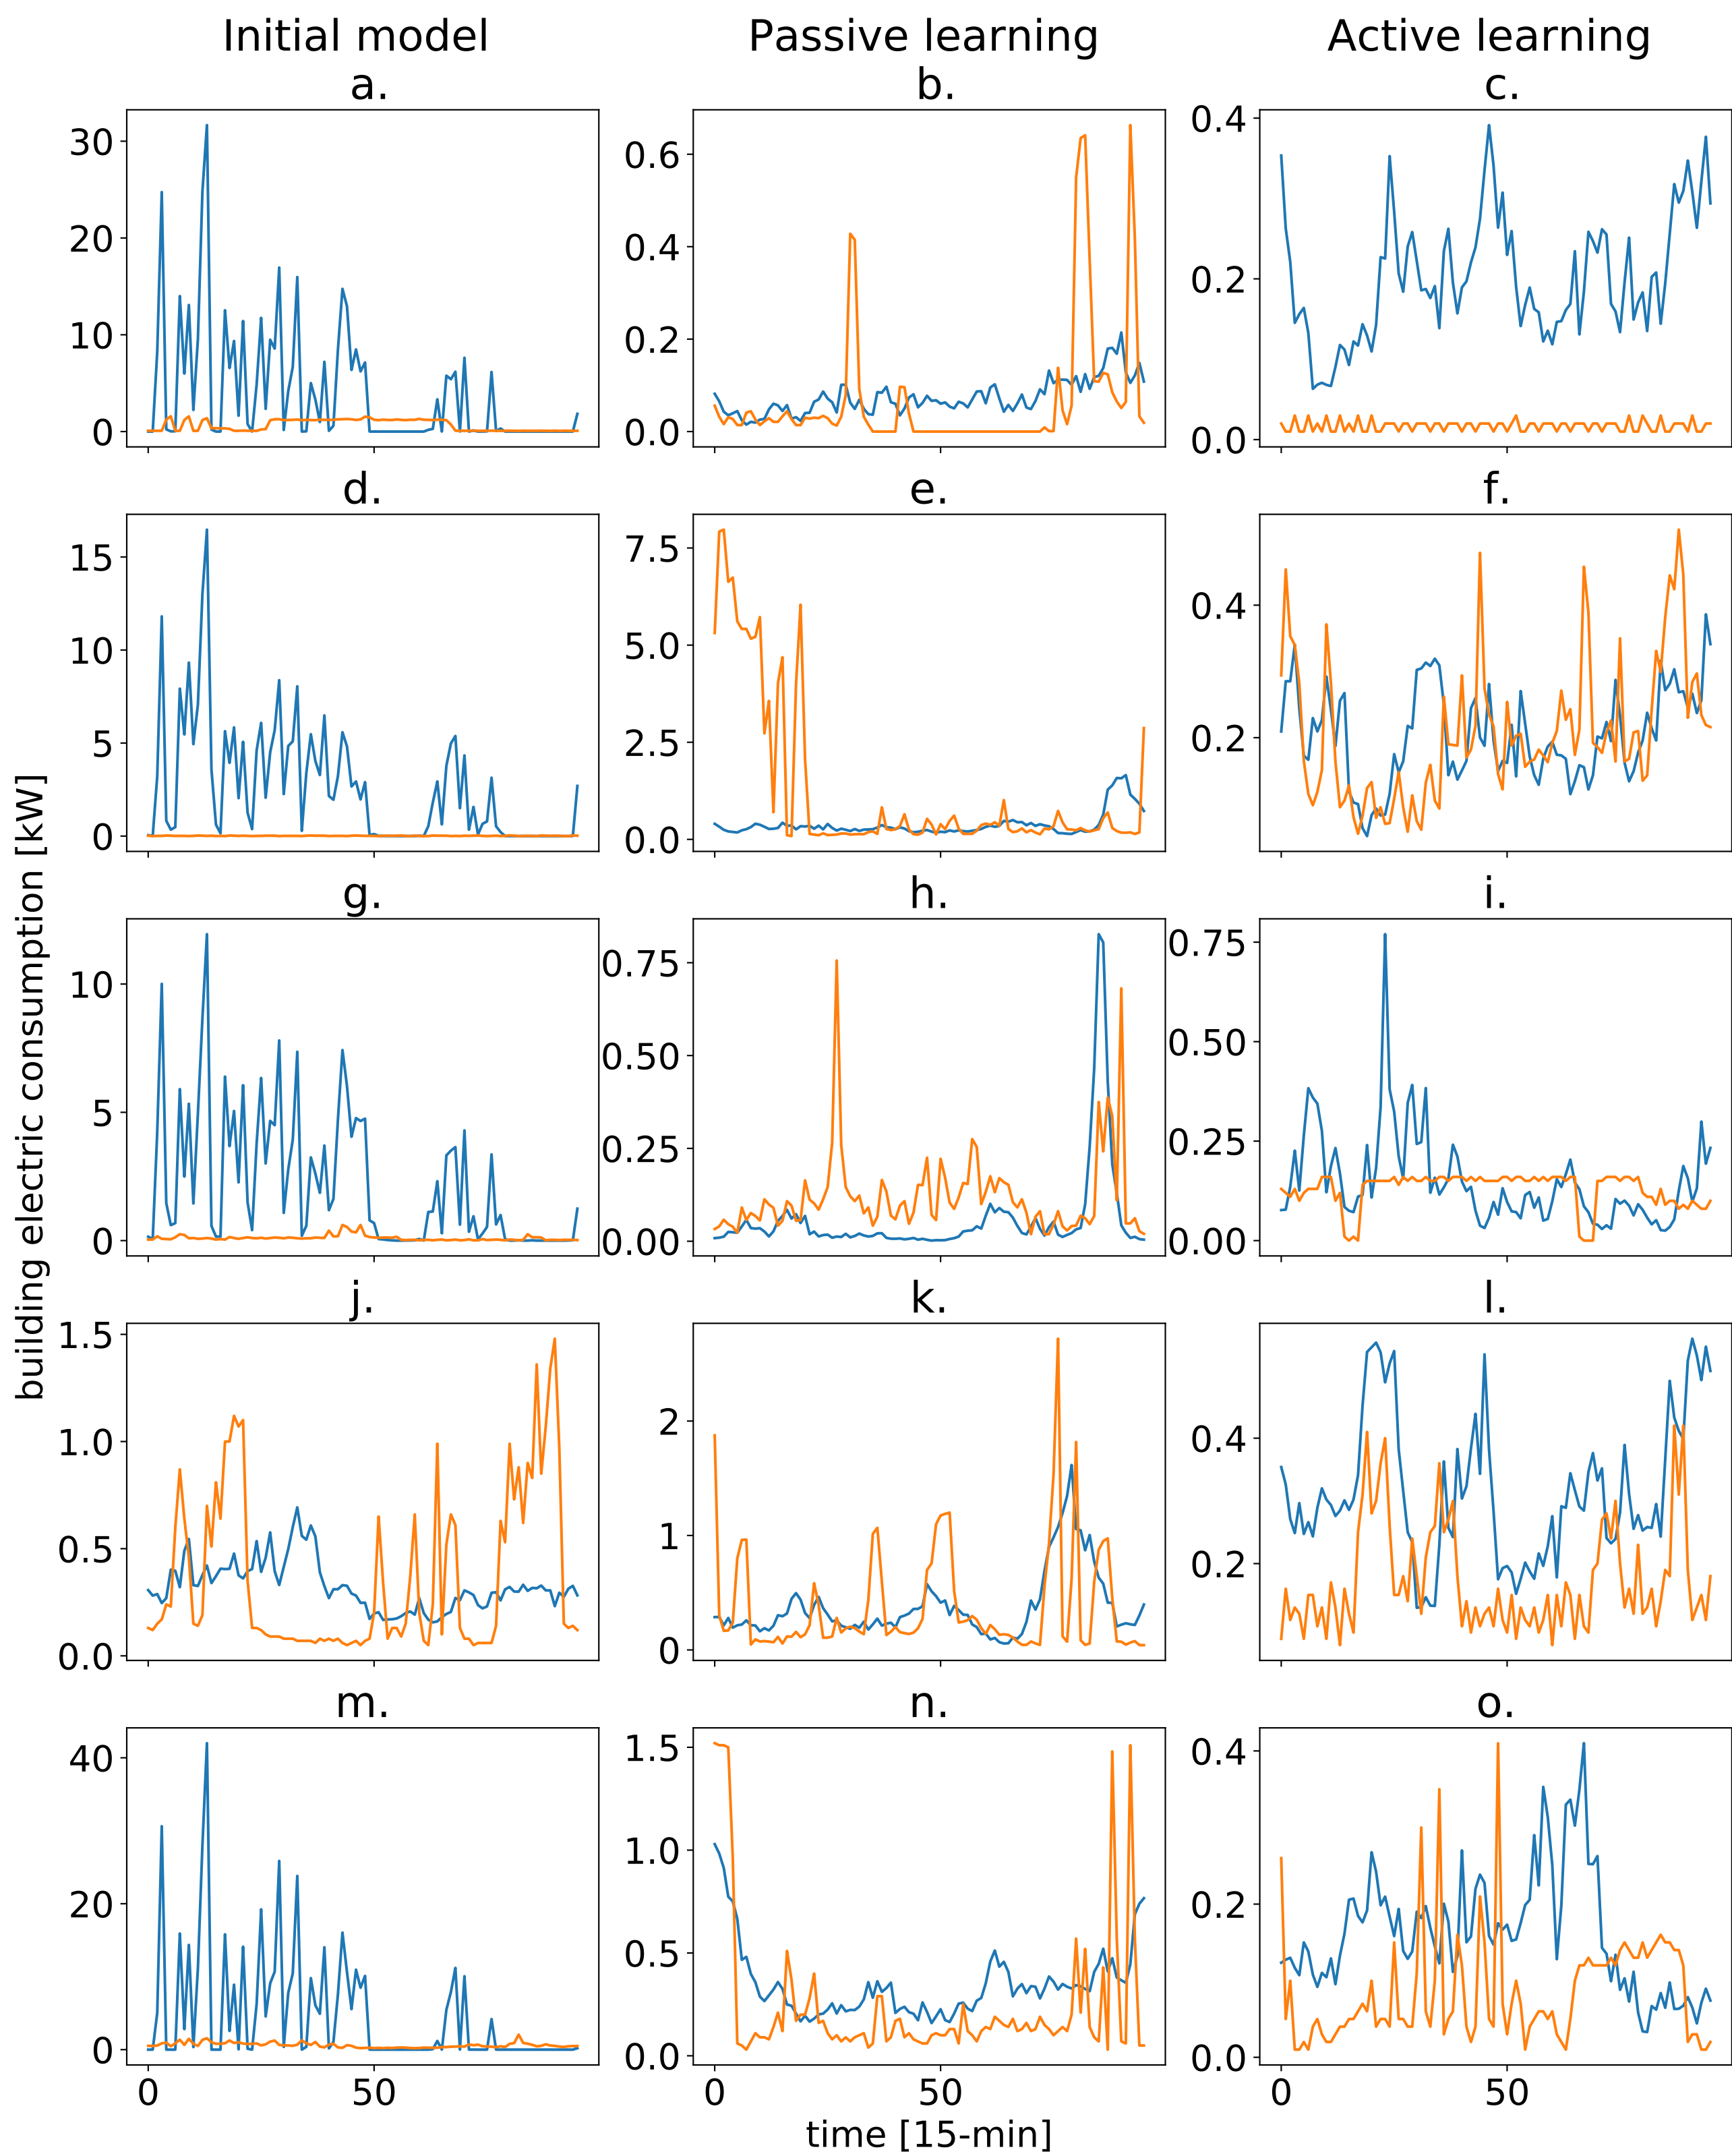 Initial model Passive learning Active learning
a. b. c.
30 20 10 0
0.6 0.4 0.2 0.0
0.4 0.2 0.0
d. e. f.
15 10 5 0
7.5 5.0 2.5 0.0
0.4 0.2
g. h. i.
10 5 0
0.75 0.50 0.25 0.00
0.75 0.50 0.25 0.00
j. k. l.
1.5 1.0 0.5 0.0
2 1 0
0.4 0.2
m. n. o.
40 20 0
1.5 1.0 0.5 0.0
0.4 0.2 0.0
0 50 0 50 0 50
time [15-min]
building electric consumption [kW]